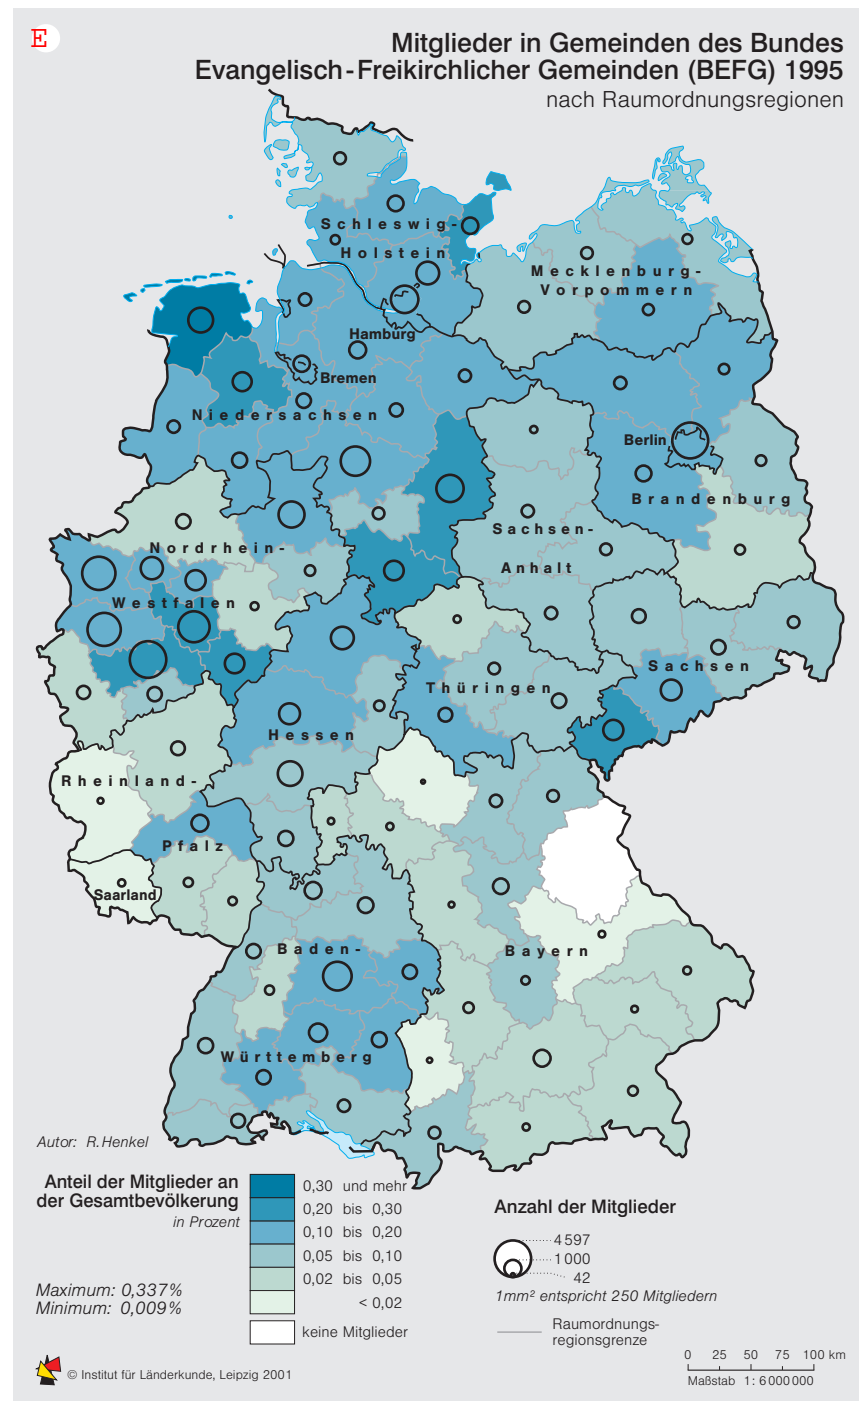 E
Mitglieder in Gemeinden des Bundes
Evangelisch-Freikirchlicher Gemeinden (BEFG) 1995
nach Raumordnungsregionen
Schleswig-
Holstein
Mecklenburg-
Vorpommern
Hamburg
Bremen
Niedersachsen
Berlin
Brandenburg
Sachsen-
Anhalt
Nordrhein-
Westfalen
Sachsen
Thüringen
Hessen
Rheinland-
Pfalz
Saarland
Baden-
Bayern
Württemberg
Autor: R. Henkel
Anteil der Mitglieder an
der Gesamtbevölkerung
in Prozent
0,30 und mehr
0,20 bis 0,30
0,10 bis 0,20
0,05 bis 0,10
0,02 bis 0,05
< 0,02
keine Mitglieder
Maximum: 0,337%
Minimum: 0,009%
Anzahl der Mitglieder
4597
1000
42
1mm² entspricht 250 Mitgliedern
Raumordnungs-
regionsgrenze
0 25 50 75 100 km
Maßstab 1: 6 000 000
© Institut für Länderkunde, Leipzig 2001